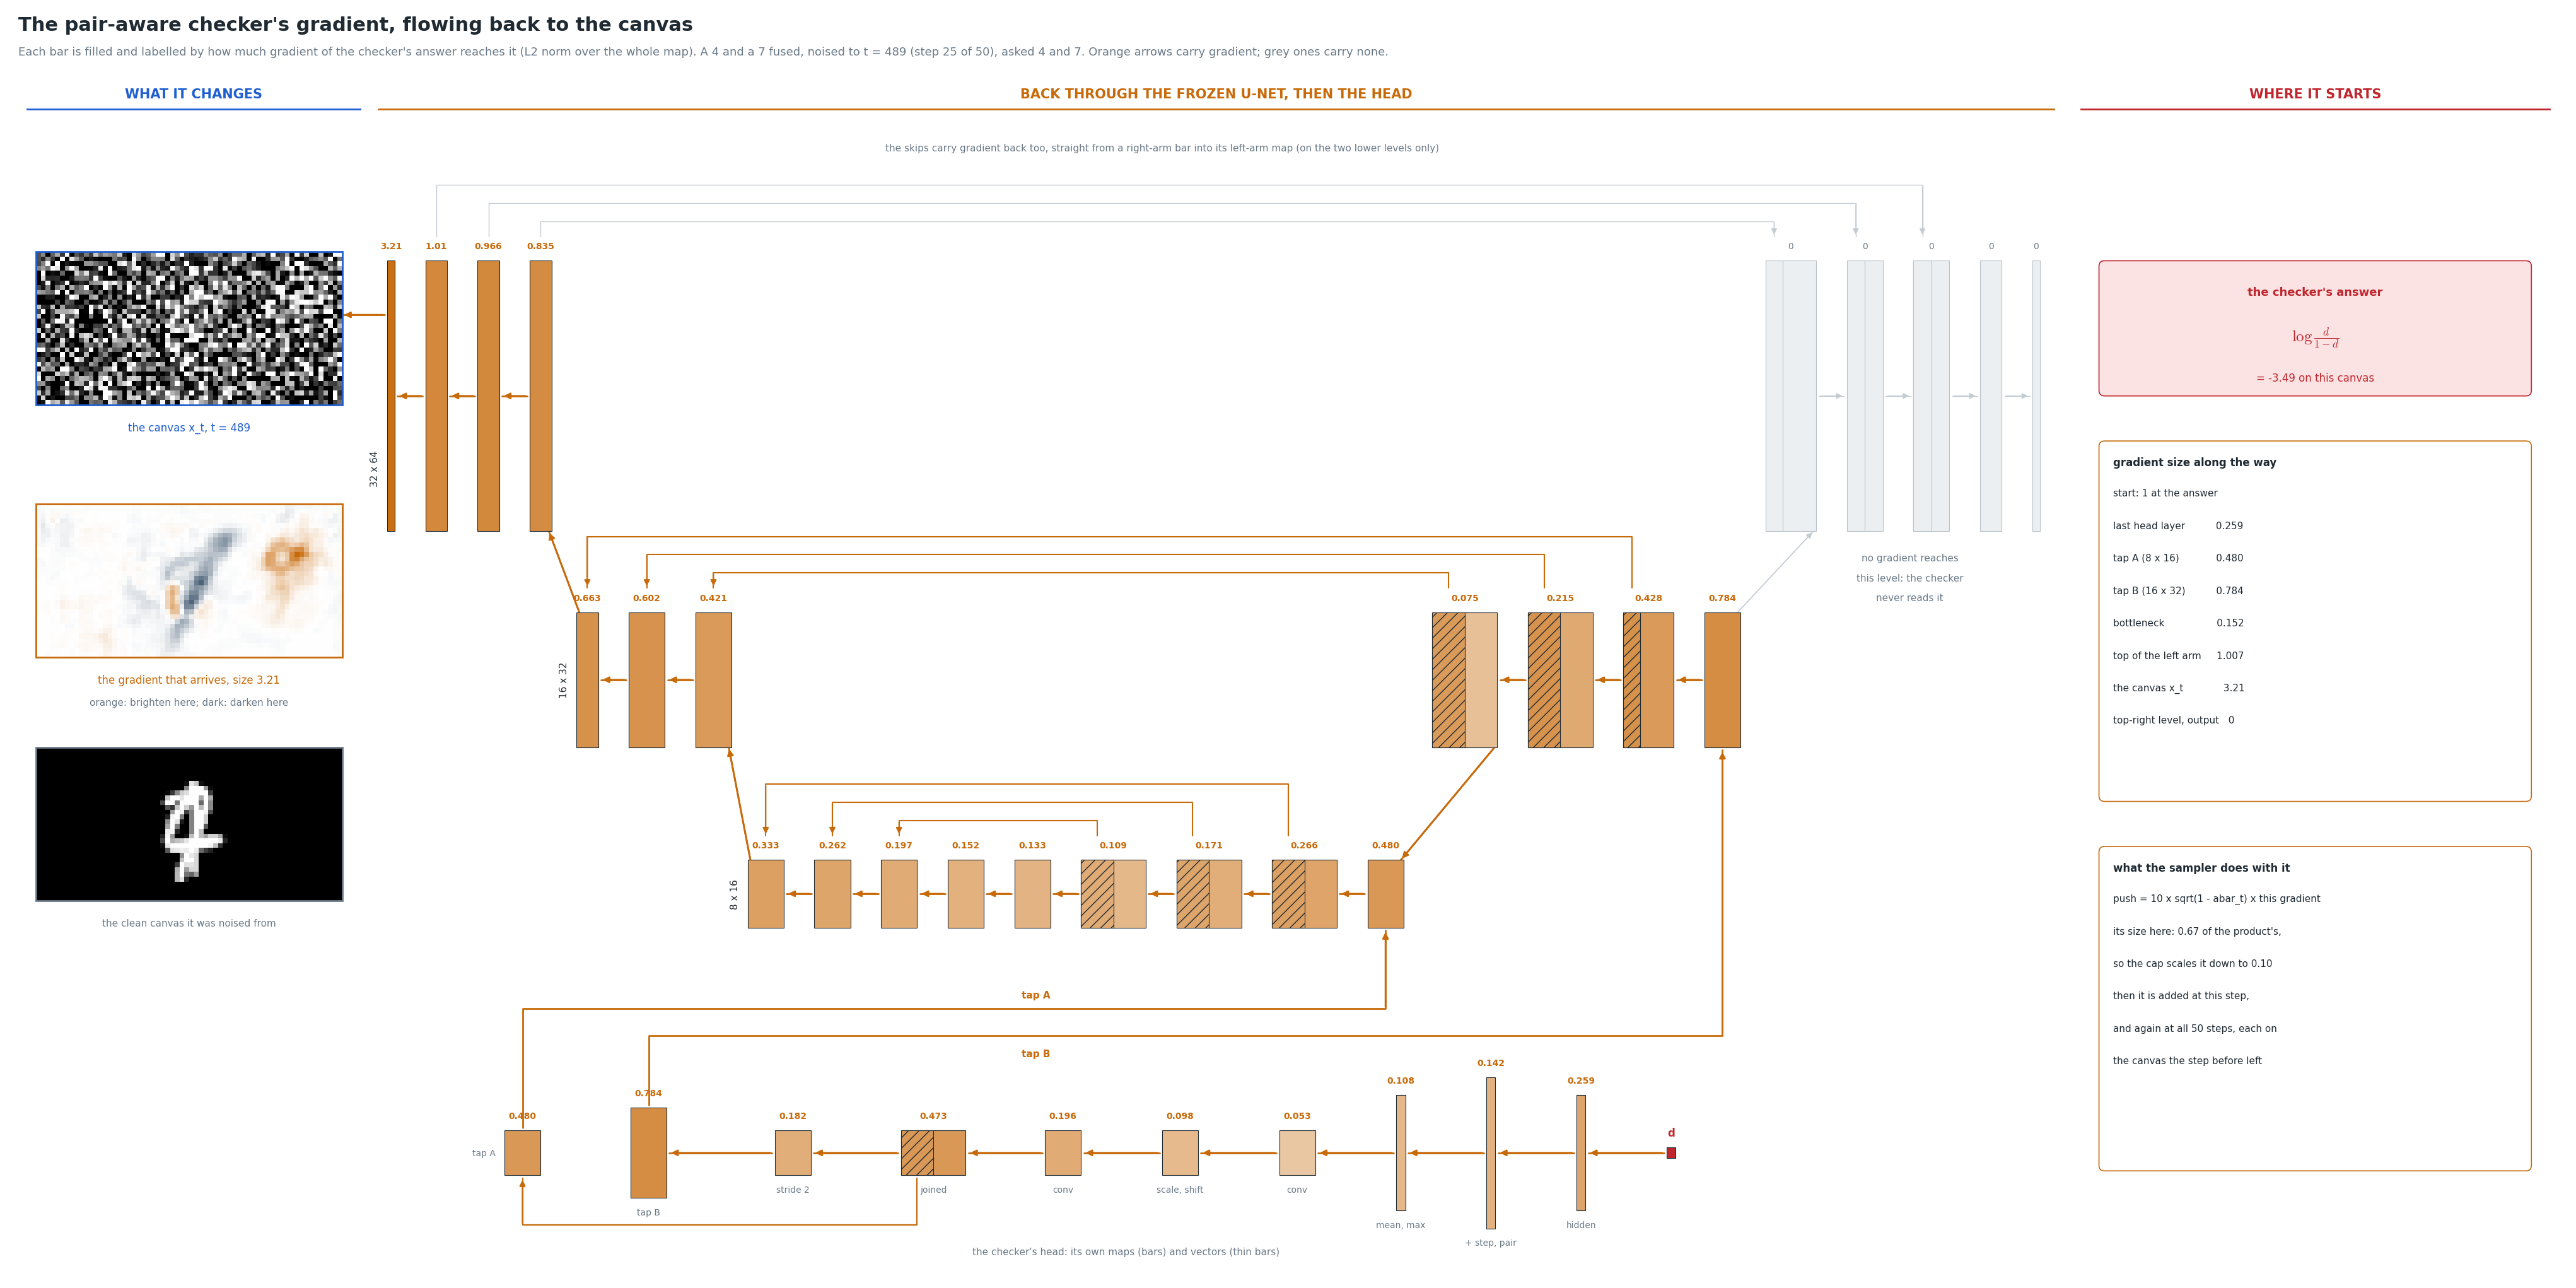 The pair-aware checker's gradient, flowing back to the canvas
Each bar is filled and labelled by how much gradient of the checker's answer reaches it (L2 norm over the whole map). A 4 and a 7 fused, noised to t = 489 (step 25 of 50), asked 4 and 7. Orange arrows carry gradient; grey ones carry none.
WHAT IT CHANGES
BACK THROUGH THE FROZEN U-NET, THEN THE HEAD
WHERE IT STARTS
the skips carry gradient back too, straight from a right-arm bar into its left-arm map (on the two lower levels only)
3.21 1.01 0.966 0.835
0 0 0 0 0
32 x 64
the canvas x_t, t = 489
the gradient that arrives, size 3.21
orange: brighten here; dark: darken here
the clean canvas it was noised from
no gradient reaches
this level: the checker
never reads it
0.663 0.602 0.421
0.075 0.215 0.428 0.784
16 x 32
0.333 0.262 0.197 0.152 0.133 0.109 0.171 0.266 0.480
8 x 16
tap A
tap B
0.480 0.784 0.182 0.473 0.196 0.098 0.053 0.108 0.142 0.259 d
tap A
tap B
stride 2
joined
conv
scale, shift
conv
mean, max
+ step, pair
hidden
the checker's head: its own maps (bars) and vectors (thin bars)
the checker's answer
log d/(1 − d)
= -3.49 on this canvas
gradient size along the way
start: 1 at the answer
last head layer 0.259
tap A (8 x 16) 0.480
tap B (16 x 32) 0.784
bottleneck 0.152
top of the left arm 1.007
the canvas x_t 3.21
top-right level, output 0
what the sampler does with it
push = 10 x sqrt(1 - abar_t) x this gradient
its size here: 0.67 of the product's,
so the cap scales it down to 0.10
then it is added at this step,
and again at all 50 steps, each on
the canvas the step before left